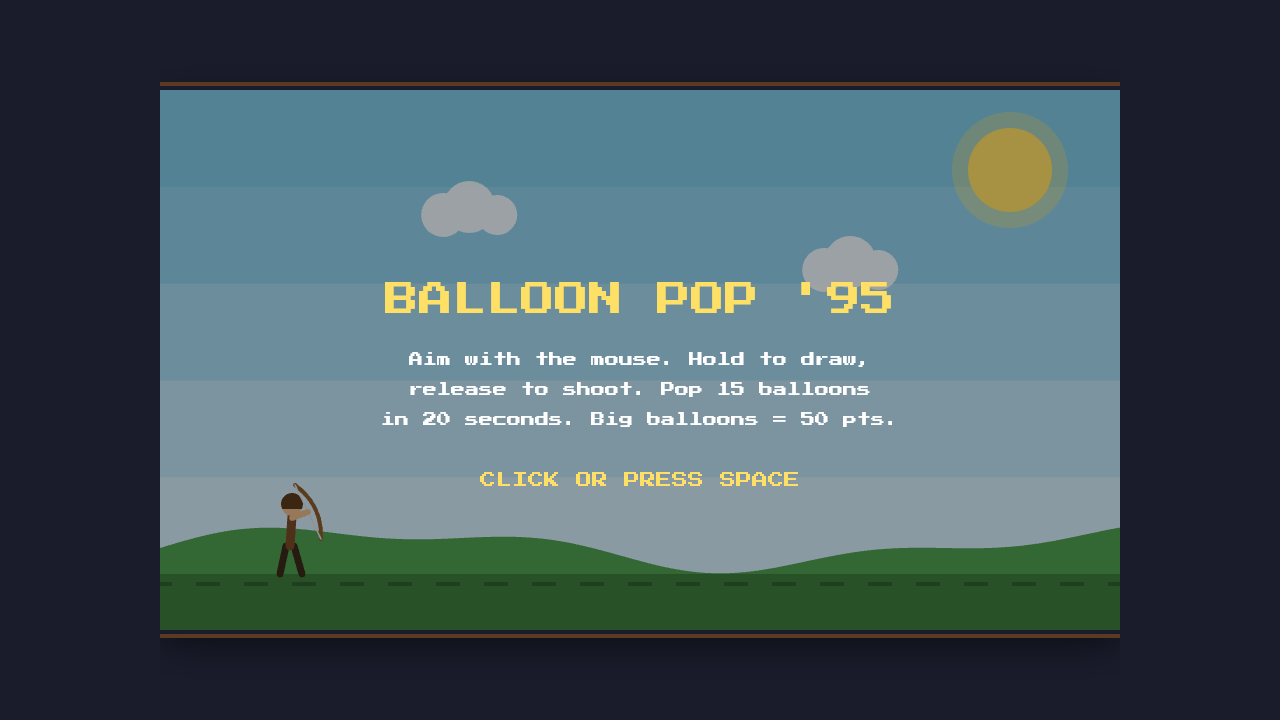 BALLOON POP '95
Aim with the mouse. Hold to draw,
release to shoot. Pop 15 balloons
in 20 seconds. Big balloons = 50 pts.
CLICK OR PRESS SPACE